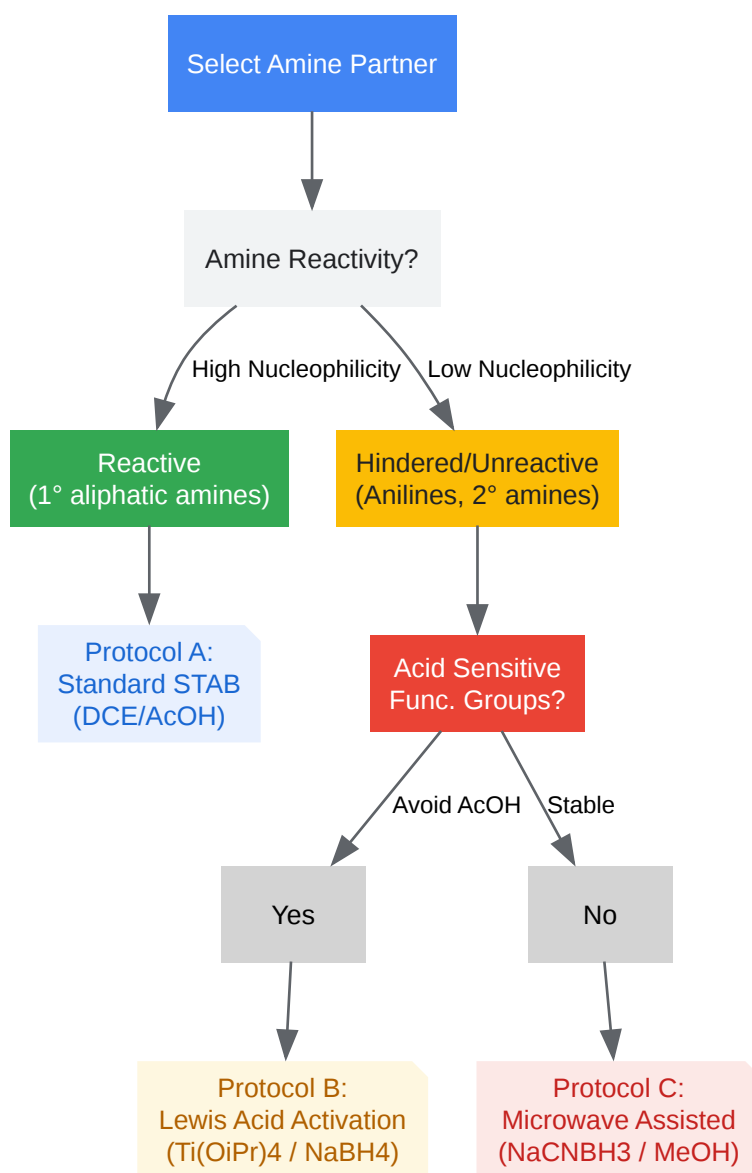 Select Amine Partner
Amine Reactivity?
High Nucleophilicity
Low Nucleophilicity
Reactive
(1° aliphatic amines)
Hindered/Unreactive
(Anilines, 2° amines)
Protocol A:
Standard STAB
(DCE/AcOH)
Acid Sensitive
Func. Groups?
Avoid AcOH
Stable
Yes
No
Protocol B:
Lewis Acid Activation
(Ti(OiPr)4 / NaBH4)
Protocol C:
Microwave Assisted
(NaCNBH3 / MeOH)